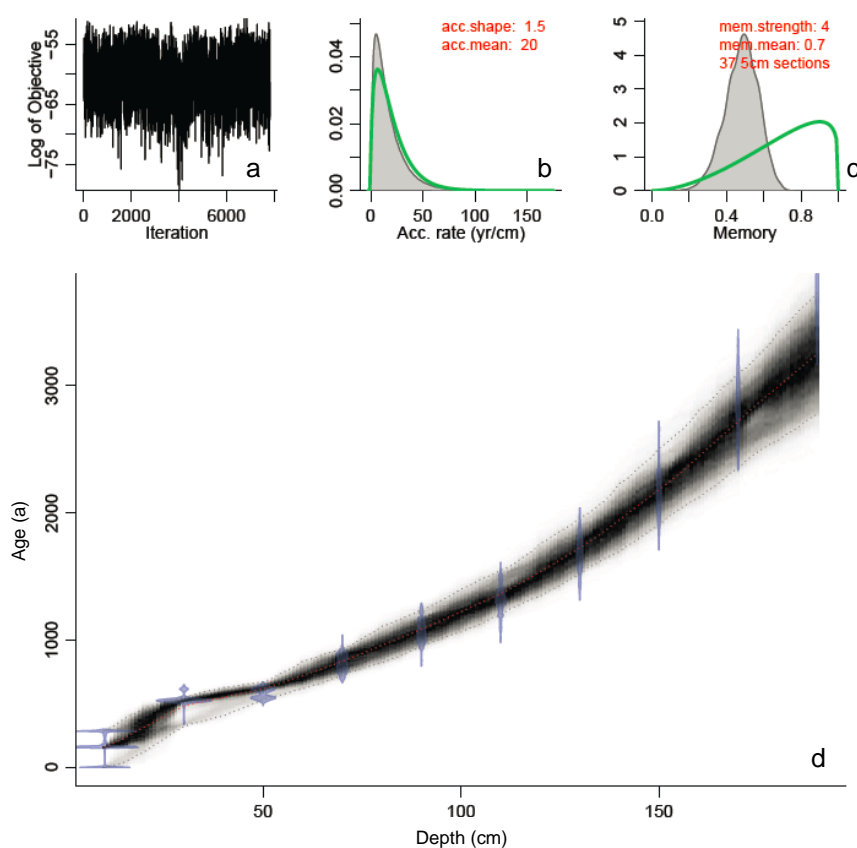 Log of Objective
-55
-65
-75
0 2000 6000
Iteration
a
acc.shape: 1.5
acc.mean: 20
0.04
0.02
0.00
0 50 100 150
Acc. rate (yr/cm)
b
mem.strength: 4
mem.mean: 0.7
37.5cm sections
5
4
3
2
1
0
0.0 0.4 0.8
Memory
c
Age (a)
3000
2000
1000
0
50 100 150
Depth (cm)
d